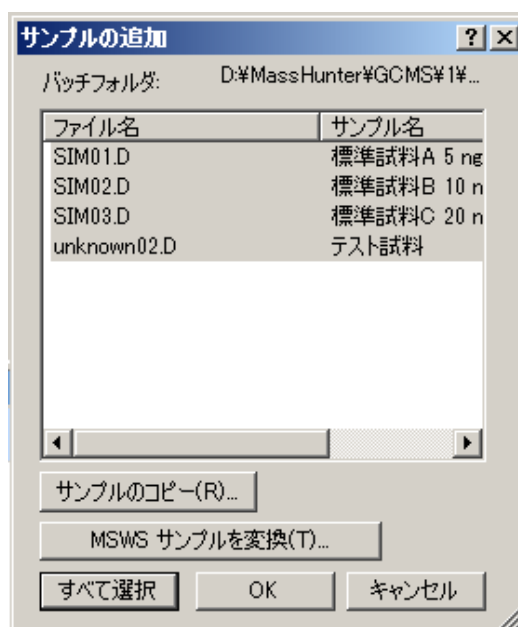 サンプルの追加
? ×
バッチフォルダ: D:¥MassHunter¥GCMS¥1¥...
ファイル名 サンプル名
SIM01.D 標準試料A 5 ng
SIM02.D 標準試料B 10 n
SIM03.D 標準試料C 20 n
unknown02.D テスト試料
サンプルのコピー(R)...
MSWS サンプルを変換(T)...
すべて選択 OK キャンセル